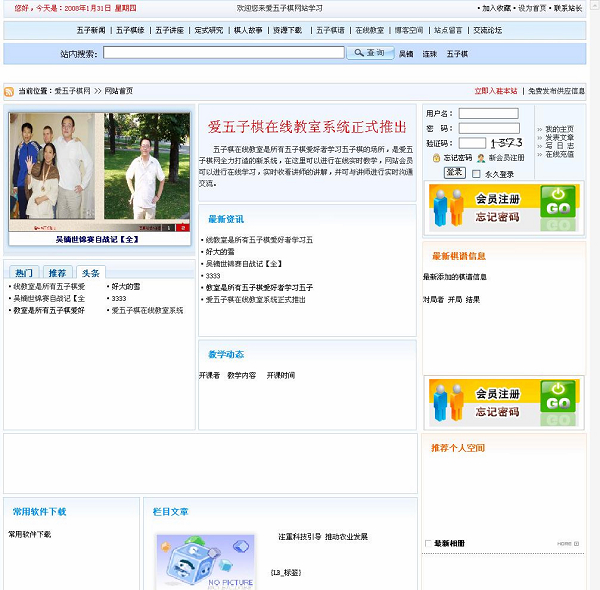 您好，今天是：2008年1月31日 星期四
欢迎您来爱五子棋网站学习
• 加入收藏 • 设为首页 • 联系站长
五子新闻 | 五子棋缘 | 五子讲座 | 定式研究 | 棋人故事 | 资源下载 | 五子棋谱 | 在线教室 | 博客空间 | 站点留言 | 交流论坛
站内搜索： 查 询 吴镝 连珠 五子棋
当前位置：爱五子棋网 >> 网站首页
立即入驻本站 | 免费发布供应信息
吴镝世锦赛自战记【全】
热门 推荐 头条
• 线教室是所有五子棋爱
• 好大的雪
• 吴镝世锦赛自战记【全
• 3333
• 教室是所有五子棋爱好
• 爱五子棋在线教室系统
爱五子棋在线教室系统正式推出
五子棋在线教室是所有五子棋爱好者学习五子棋的场所，是爱五
子棋网全力打造的新系统，在这里可以进行在线实时教学，网站会员
可以进行在线学习，实时收看讲师的讲解，并可与讲师进行实时沟通
交流。
最新资讯
• 线教室是所有五子棋爱好者学习五
• 好大的雪
• 吴镝世锦赛自战记【全】
• 3333
• 教室是所有五子棋爱好者学习五子
• 爱五子棋在线教室系统正式推出
教学动态
开课者 教学内容 开课时间
用户名：
密 码：
验证码： 1373
忘记密码 新会员注册
登录 永久登录
>> 我的主页
>> 发表文章
>> 写 日 志
>> 在线充值
会员注册
忘记密码
GO
最新棋谱信息
最新添加的棋谱信息
对局者 开局 结果
会员注册
忘记密码
GO
推荐个人空间
最新相册
HOME
常用软件下载
常用软件下载
栏目文章
NO PICTURE
注重科技引导 推动农业发展
{LS_标签}